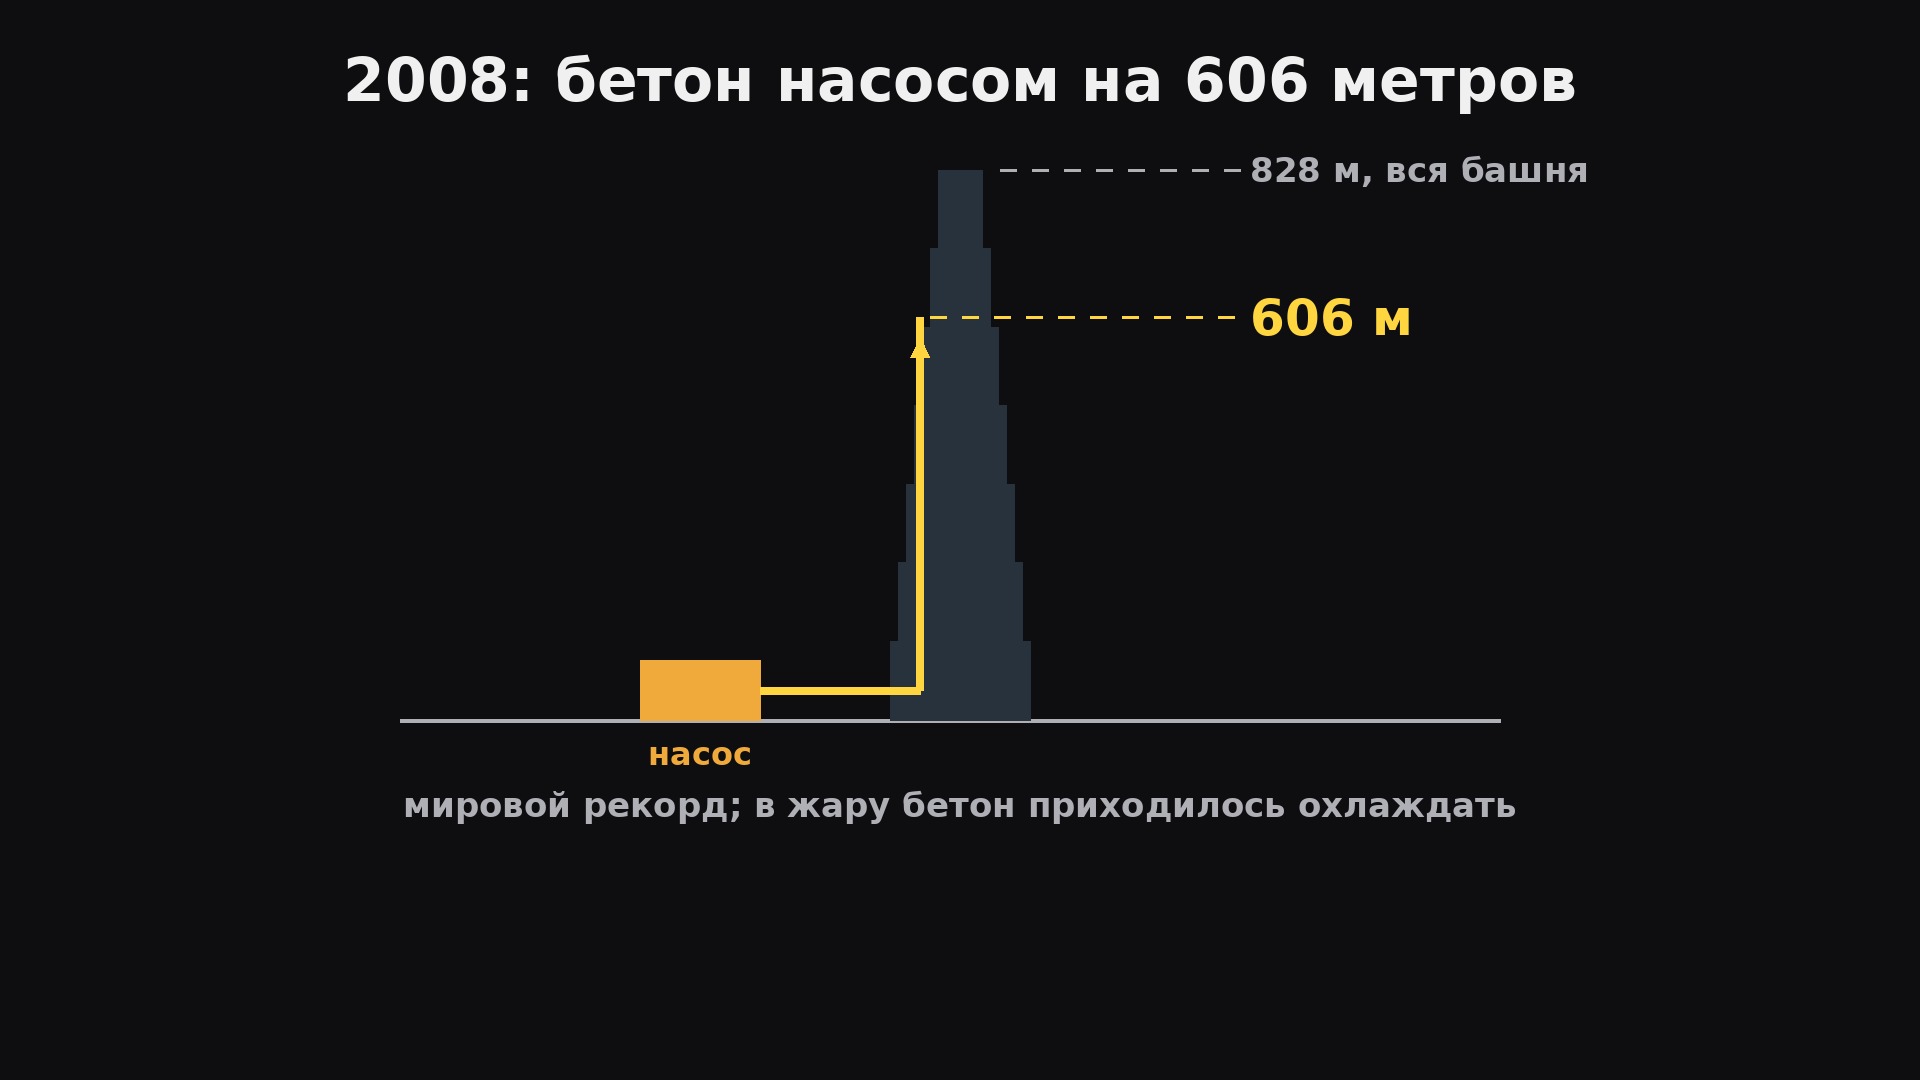 2008: бетон насосом на 606 метров
828 м, вся башня
606 м
насос
мировой рекорд; в жару бетон приходилось охлаждать